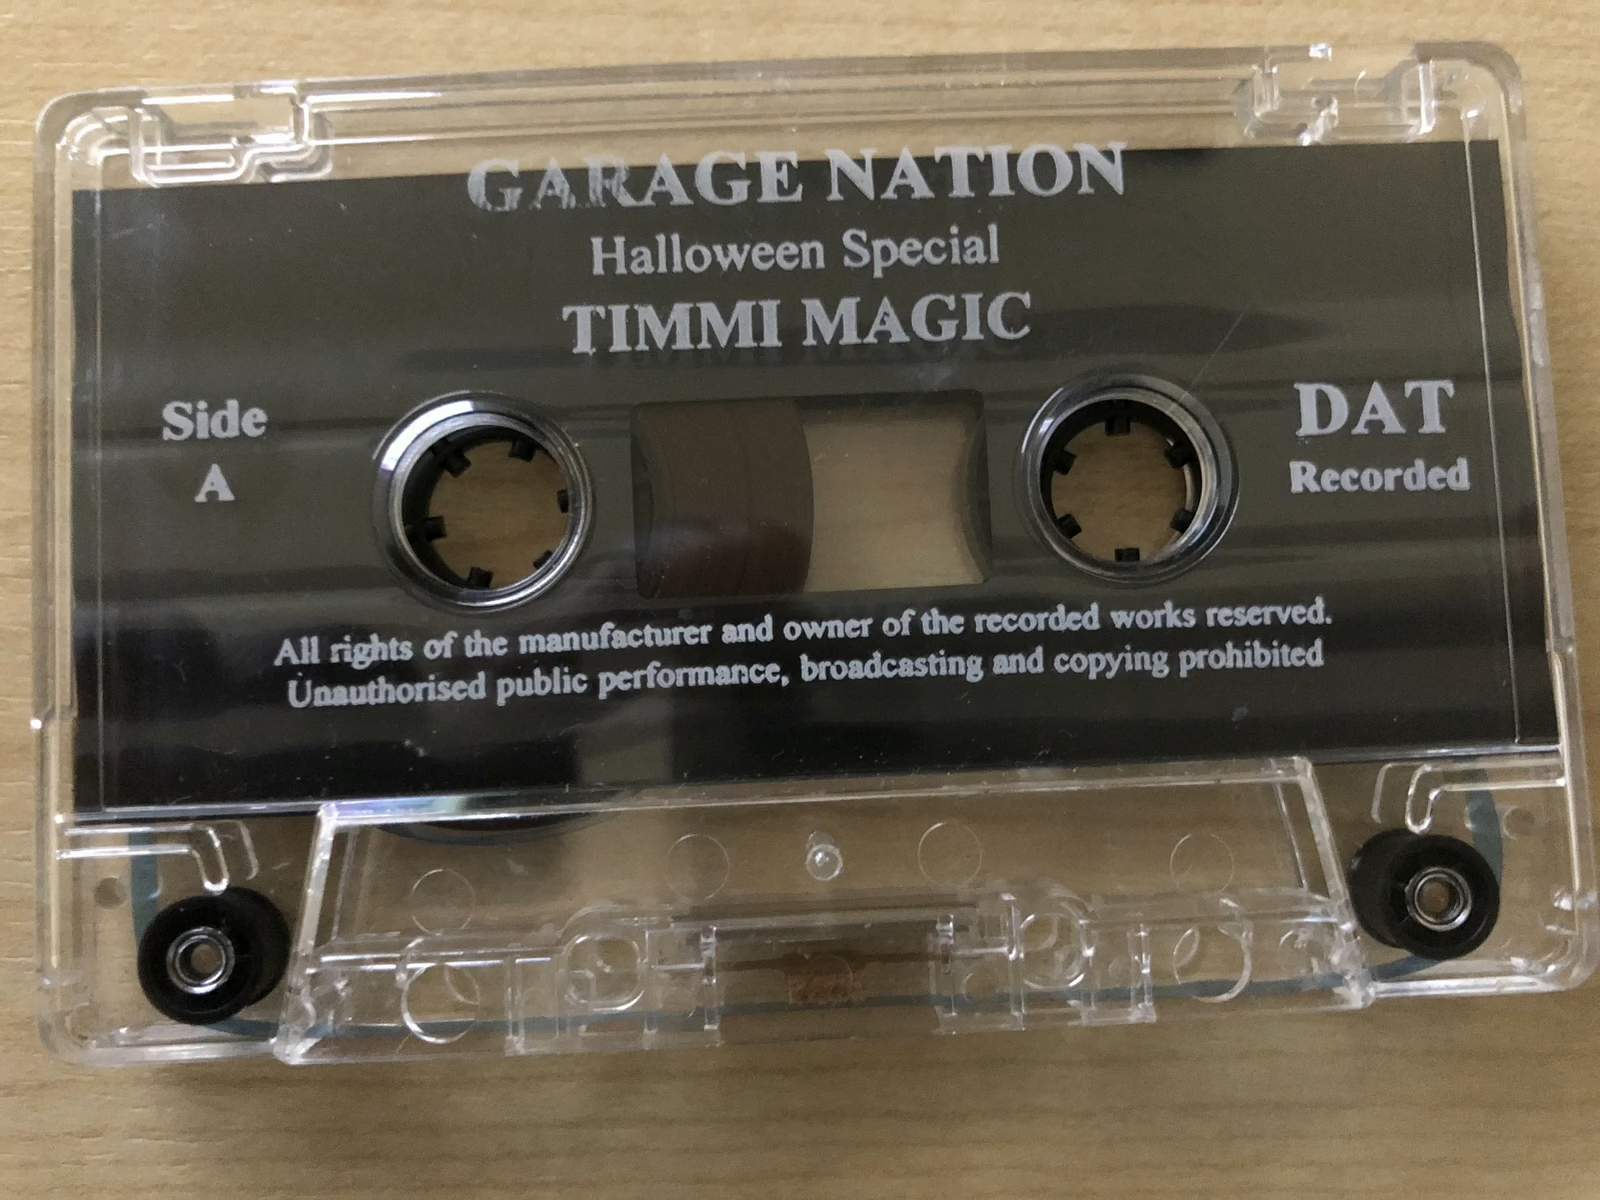 GARAGE NATION
Halloween Special
TIMMI MAGIC
Side
A
DAT
Recorded
All rights of the manufacturer and owner of the recorded works reserved.
Unauthorised public performance, broadcasting and copying prohibited